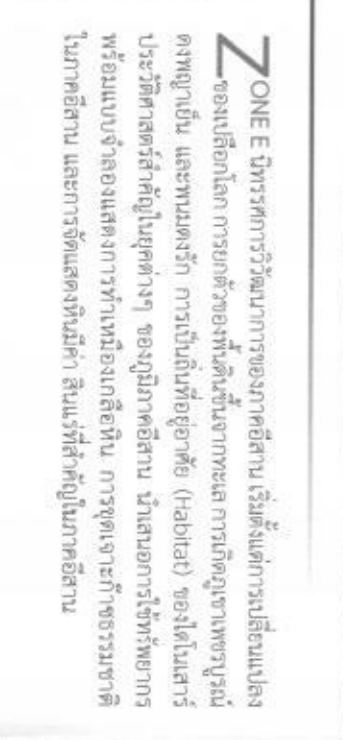 ZONE E นิทรรศการวิวัฒนาการของภาคอีสาน เริ่มตั้งแต่การเปลี่ยนแปลง
ของเปลือกโลก การยกตัวของพื้นดินขึ้นจากทะเล การเกิดภูเขาเพชรบูรณ์
ดงพญาเย็น และพนมดงรัก การเป็นถิ่นที่อยู่อาศัย (Habitat) ของไดโนเสาร์
ประวัติศาสตร์สำคัญในยุคต่างๆ ของภูมิภาคอีสาน นำเสนอการใช้ทรัพยากร
พร้อมแบบจำลองแสดงการทำเหมืองเกลือหิน การขุดเจาะก๊าซธรรมชาติ
ในภาคอีสาน และการจัดแสดงหินมีค่า สินแร่ที่สำคัญในภาคอีสาน